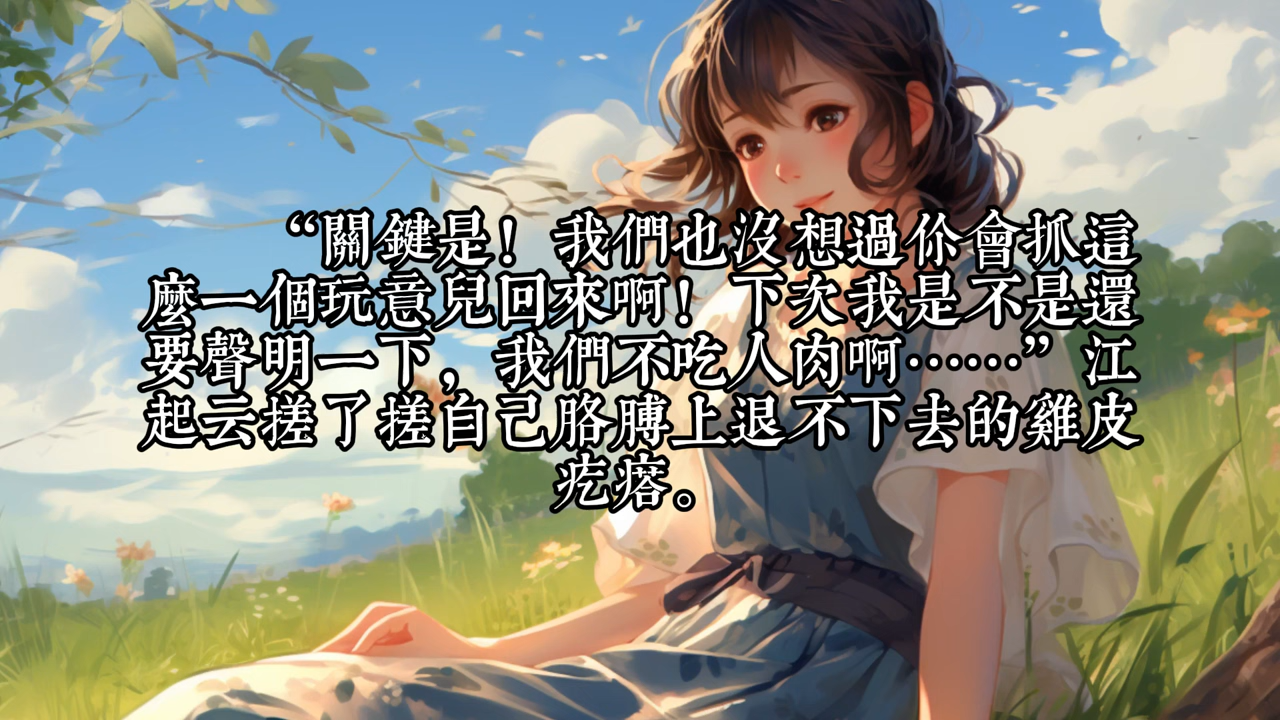 “關鍵是！我們也沒想過你會抓這
麼一個玩意兒回來啊！下次我是不是還
要聲明一下，我們不吃人肉啊……”江
起云搓了搓自己胳膊上退不下去的雞皮
疙瘩。